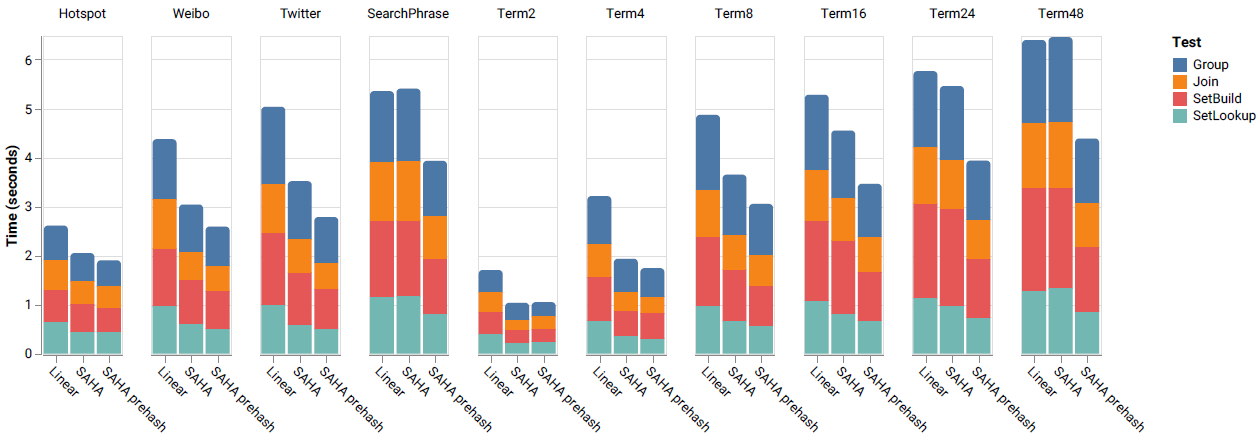 Hotspot Weibo Twitter SearchPhrase Term2 Term4 Term8 Term16 Term24 Term48
Test
Group
Join
SetBuild
SetLookup
Time (seconds)
6
5
4
3
2
1
0
Linear SAHA SAHA prehash Linear SAHA SAHA prehash Linear SAHA SAHA prehash Linear SAHA SAHA prehash Linear SAHA SAHA prehash Linear SAHA SAHA prehash Linear SAHA SAHA prehash Linear SAHA SAHA prehash Linear SAHA SAHA prehash Linear SAHA SAHA prehash